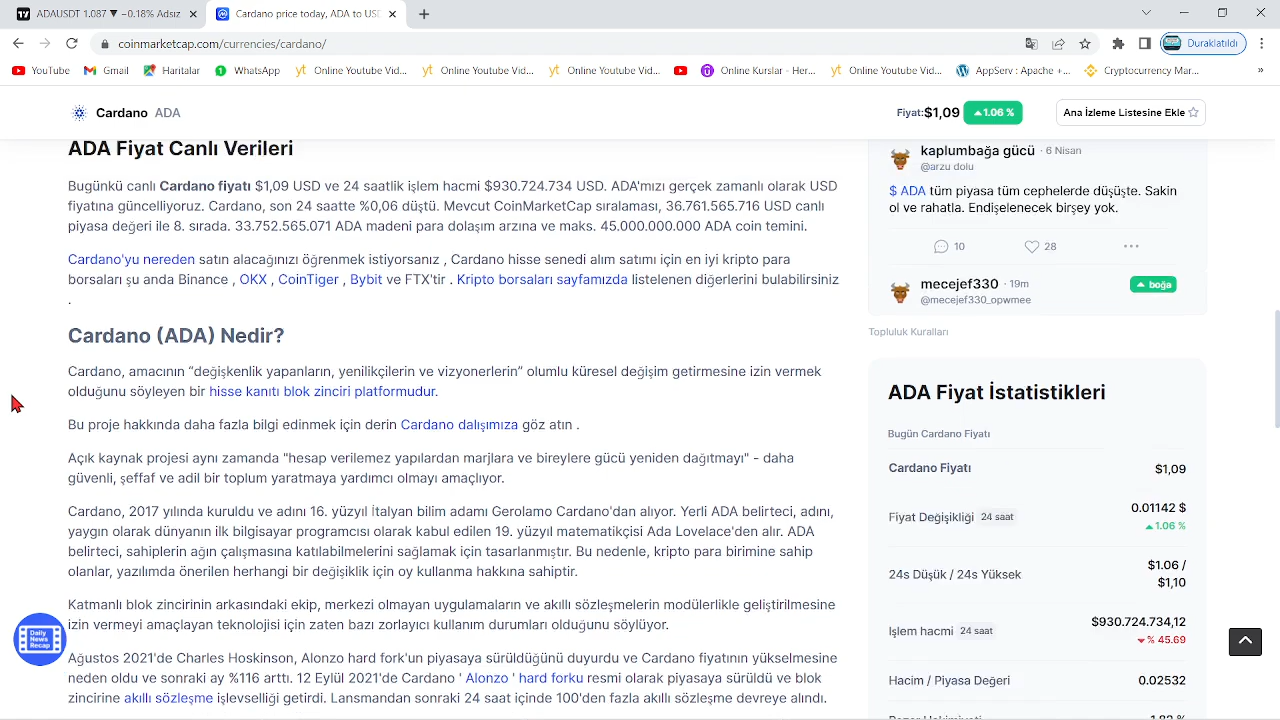 ADAUSDT 1.087 ▼ −0.18% Adsız
Cardano price today, ADA to USD
coinmarketcap.com/currencies/cardano/
Duraklatıldı
YouTube
Gmail
Haritalar
WhatsApp
Online Youtube Vid...
Online Youtube Vid...
Online Youtube Vid...
Online Kurslar - Her...
Online Youtube Vid...
AppServ : Apache +...
Cryptocurrency Mar...
»
Cardano ADA
Fiyat:$1,09 1.06 %
Ana İzleme Listesine Ekle
ADA Fiyat Canlı Verileri
Bugünkü canlı Cardano fiyatı $1,09 USD ve 24 saatlik işlem hacmi $930.724.734 USD. ADA'mızı gerçek zamanlı olarak USD
fiyatına güncelliyoruz. Cardano, son 24 saatte %0,06 düştü. Mevcut CoinMarketCap sıralaması, 36.761.565.716 USD canlı
piyasa değeri ile 8. sırada. 33.752.565.071 ADA madeni para dolaşım arzına ve maks. 45.000.000.000 ADA coin temini.
Cardano'yu nereden satın alacağınızı öğrenmek istiyorsanız , Cardano hisse senedi alım satımı için en iyi kripto para
borsaları şu anda Binance , OKX , CoinTiger , Bybit ve FTX'tir . Kripto borsaları sayfamızda listelenen diğerlerini bulabilirsiniz
.
Cardano (ADA) Nedir?
Cardano, amacının “değişkenlik yapanların, yenilikçilerin ve vizyonerlerin” olumlu küresel değişim getirmesine izin vermek
olduğunu söyleyen bir hisse kanıtı blok zinciri platformudur.
Bu proje hakkında daha fazla bilgi edinmek için derin Cardano dalışımıza göz atın .
Açık kaynak projesi aynı zamanda "hesap verilemez yapılardan marjlara ve bireylere gücü yeniden dağıtmayı" - daha
güvenli, şeffaf ve adil bir toplum yaratmaya yardımcı olmayı amaçlıyor.
Cardano, 2017 yılında kuruldu ve adını 16. yüzyıl İtalyan bilim adamı Gerolamo Cardano'dan alıyor. Yerli ADA belirteci, adını,
yaygın olarak dünyanın ilk bilgisayar programcısı olarak kabul edilen 19. yüzyıl matematikçisi Ada Lovelace'den alır. ADA
belirteci, sahiplerin ağın çalışmasına katılabilmelerini sağlamak için tasarlanmıştır. Bu nedenle, kripto para birimine sahip
olanlar, yazılımda önerilen herhangi bir değişiklik için oy kullanma hakkına sahiptir.
Katmanlı blok zincirinin arkasındaki ekip, merkezi olmayan uygulamaların ve akıllı sözleşmelerin modülerlikle geliştirilmesine
izin vermeyi amaçlayan teknolojisi için zaten bazı zorlayıcı kullanım durumları olduğunu söylüyor.
Ağustos 2021'de Charles Hoskinson, Alonzo hard fork'un piyasaya sürüldüğünü duyurdu ve Cardano fiyatının yükselmesine
neden oldu ve sonraki ay %116 arttı. 12 Eylül 2021'de Cardano ' Alonzo ' hard forku resmi olarak piyasaya sürüldü ve blok
zincirine akıllı sözleşme işlevselliği getirdi. Lansmandan sonraki 24 saat içinde 100'den fazla akıllı sözleşme devreye alındı.
Daily
News
Recap
kaplumbağa gücü · 6 Nisan
@arzu dolu
$ ADA tüm piyasa tüm cephelerde düşüşte. Sakin
ol ve rahatla. Endişelenecek birşey yok.
10 28
mecejef330 · 19m
boğa
@mecejef330_opwmee
Topluluk Kuralları
ADA Fiyat İstatistikleri
Bugün Cardano Fiyatı
Cardano Fiyatı $1,09
Fiyat Değişikliği 24 saat 0.01142 $
1.06 %
24s Düşük / 24s Yüksek $1.06 /
$1,10
İşlem hacmi 24 saat $930.724.734,12
% 45.69
Hacim / Piyasa Değeri 0.02532